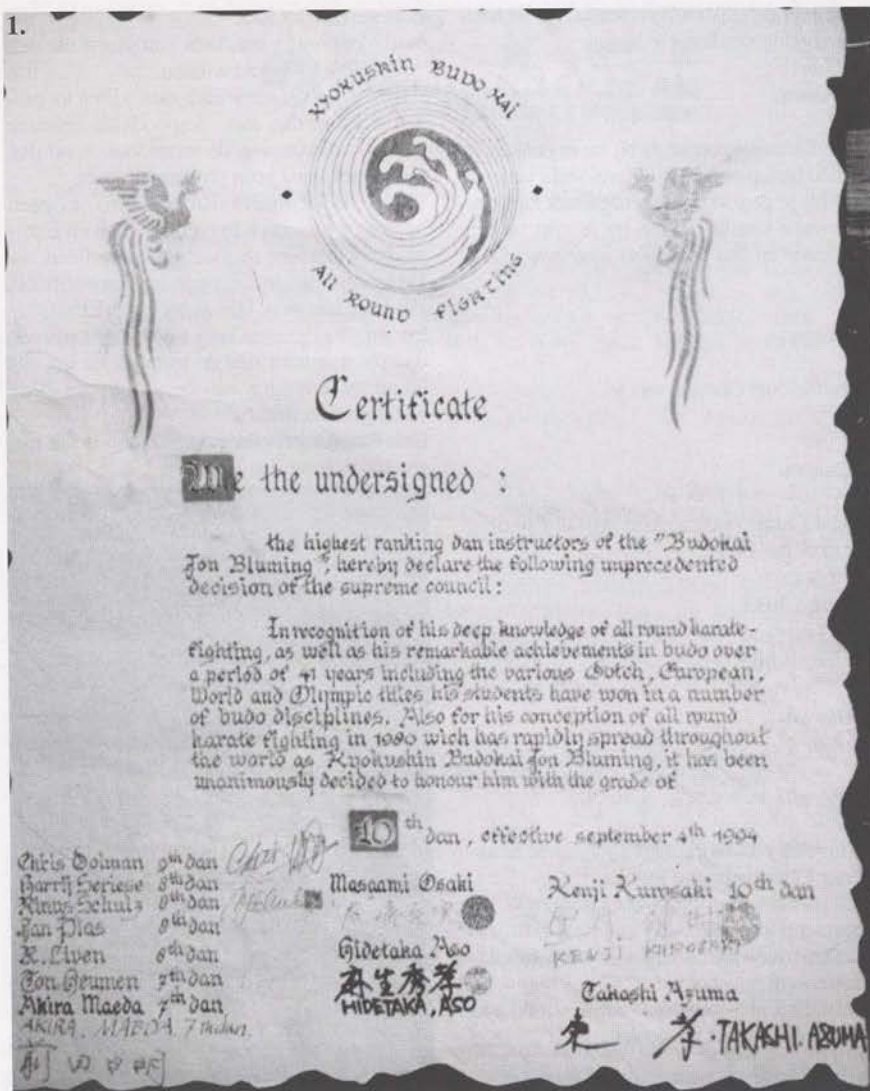 1.
KYOKUSHIN BUDO KAI
All ROUND FIGHTING
Certificate
We the undersigned :
the highest ranking dan instructors of the "Budokai
Jon Bluming", hereby declare the following unprecedented
decision of the supreme council :
In recognition of his deep knowledge of all round karate-
fighting, as well as his remarkable achievements in budo over
a period of 41 years including the various Dutch, European,
World and Olympic titles his students have won in a number
of budo disciplines. Also for his conception of all round
karate fighting in 1980 wich has rapidly spread throughout
the world as Kyokushin Budokai Jon Bluming, it has been
unanimously decided to honour him with the grade of
10th dan, effective september 4th 1994
Chris Dolman 9th dan
Harrij Seriese 8th dan
Klaus Schulz 8th dan
Jan Plas 8th dan
R. Liven 8th dan
Ton Geumen 7th dan
Akira Maeda 7th dan
AKIRA. MAEDA. 7th dan.
Masaami Osaki
Hidetaka Aso
麻生秀孝
HIDETAKA, ASO
Kenji Kurosaki 10th dan
KENJI KUROSAKI
Takashi Azuma
東 孝 · TAKASHI. AZUMA